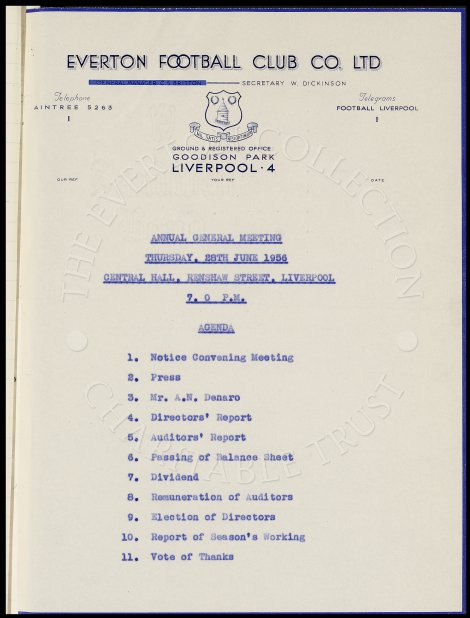 EVERTON FOOTBALL CLUB CO. LTD
SECRETARY W. DICKINSON
Telephone
AINTREE 5263
Telegrams
FOOTBALL LIVERPOOL
NIL SATIS NISI OPTIMUM
GROUND & REGISTERED OFFICE:
GOODISON PARK
LIVERPOOL · 4
OUR REF
YOUR REF
DATE
ANNUAL GENERAL MEETING
THURSDAY, 28TH JUNE 1956
CENTRAL HALL, RENSHAW STREET, LIVERPOOL
7. 0 P.M.
AGENDA
1. Notice Convening Meeting
2. Press
3. Mr. A.N. Denaro
4. Directors' Report
5. Auditors' Report
6. Passing of Balance Sheet
7. Dividend
8. Remuneration of Auditors
9. Election of Directors
10. Report of Season's Working
11. Vote of Thanks
THE EVERTON COLLECTION
CHARITABLE TRUST